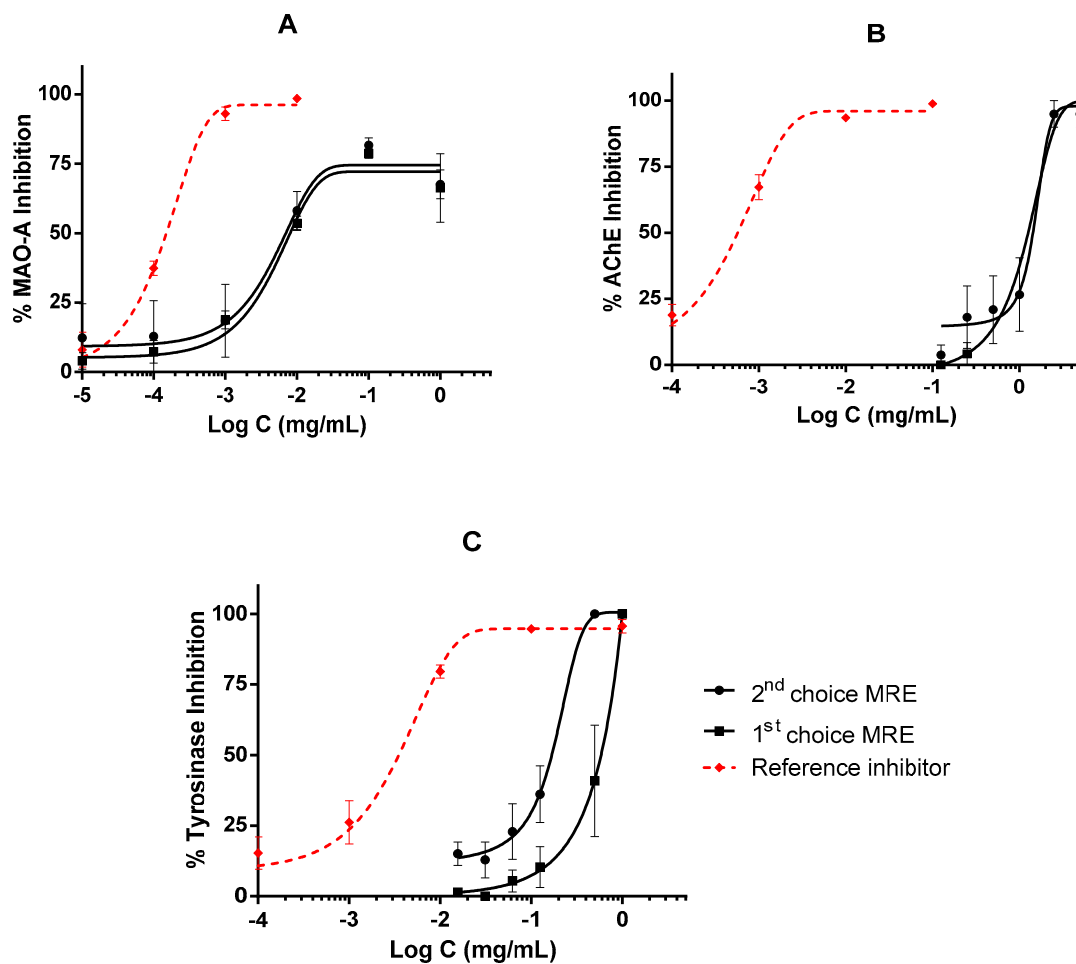 A
% MAO-A Inhibition
100
75
50
25
0
-5 -4 -3 -2 -1 0
Log C (mg/mL)
B
% AChE Inhibition
100
75
50
25
0
-4 -3 -2 -1 0
Log C (mg/mL)
C
% Tyrosinase Inhibition
100
75
50
25
0
-4 -3 -2 -1 0
Log C (mg/mL)
2nd choice MRE
1st choice MRE
Reference inhibitor